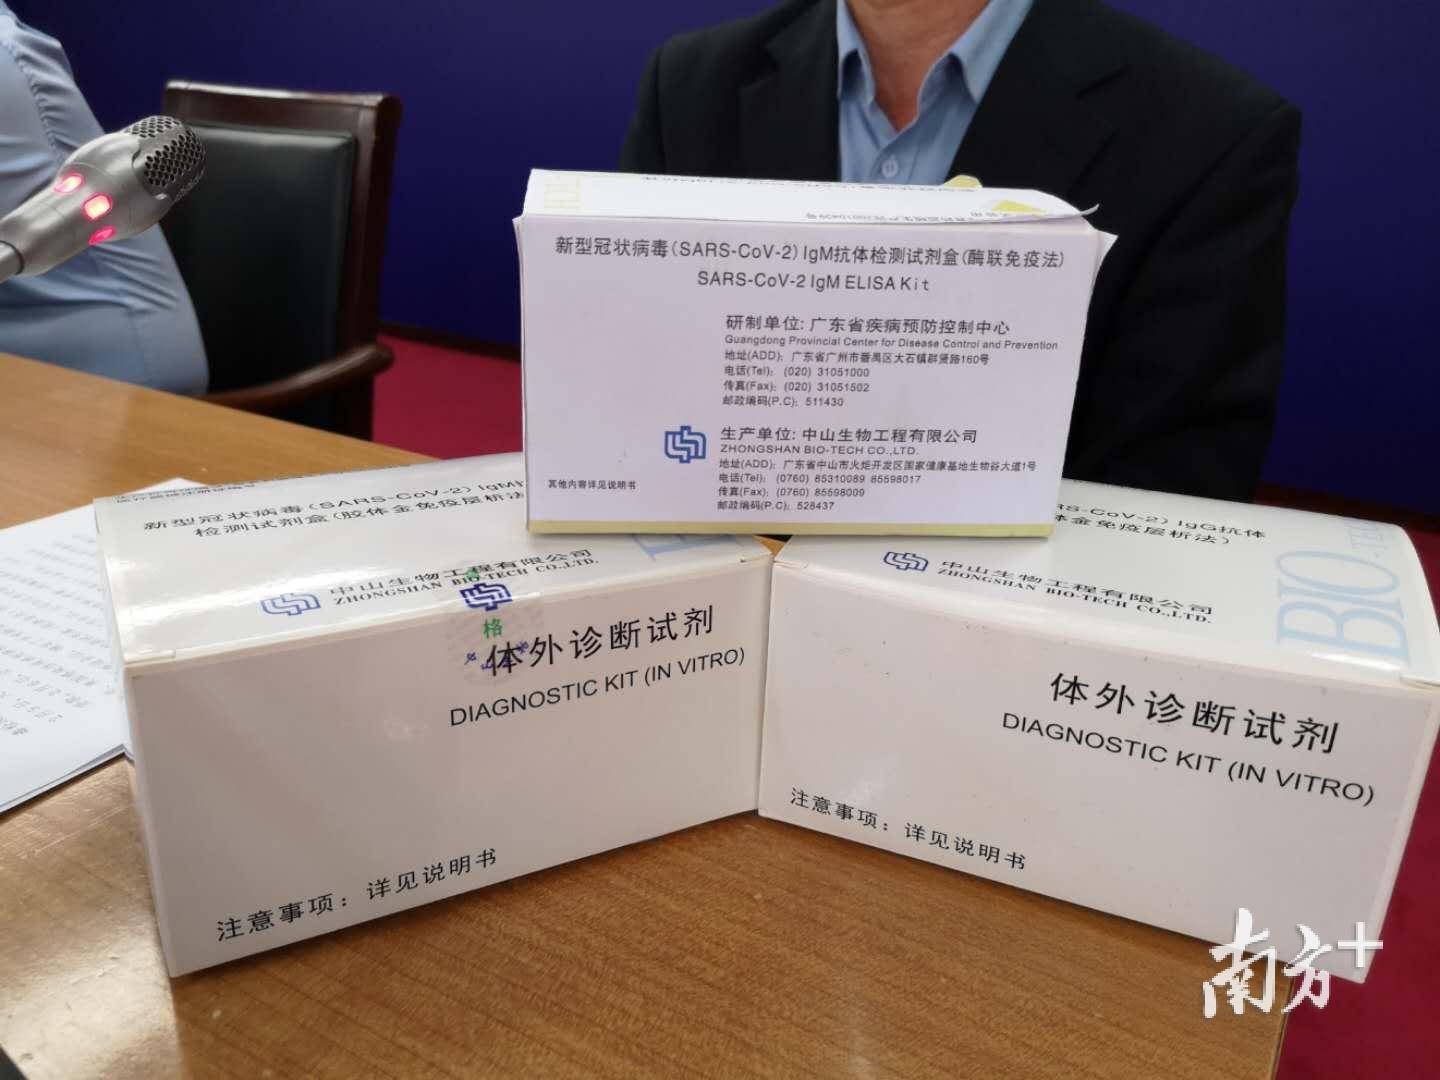 新型冠状病毒(SARS-CoV-2) IgM抗体检测试剂盒(酶联免疫法)
SARS-CoV-2 IgM ELISA Kit
研制单位: 广东省疾病预防控制中心
Guangdong Provincial Center for Disease Control and Prevention
地址(ADD): 广东省广州市番禺区大石镇群贤路160号
电话(Tel): (020) 31051000
传真(Fax): (020) 31051502
邮政编码(P.C): 511430
生产单位: 中山生物工程有限公司
ZHONGSHAN BIO-TECH CO.,LTD.
地址(ADD): 广东省中山市火炬开发区国家健康基地生物谷大道1号
电话(Tel): (0760) 85310089 85598017
传真(Fax): (0760) 85598009
邮政编码(P.C): 528437
其他内容详见说明书
新型冠状病毒(SARS-CoV-2) IgM
检测试剂盒(胶体金免疫层析法
中山生物工程有限公司
ZHONGSHAN BIO-TECH CO.,LTD.
格
体外诊断试剂
DIAGNOSTIC KIT (IN VITRO)
注意事项: 详见说明书
RS-CoV-2) IgG抗体
体金免疫层析法)
中山生物工程有限公司
ZHONGSHAN BIO-TECH CO.,LTD.
BIO-TE
体外诊断试剂
DIAGNOSTIC KIT (IN VITRO)
注意事项: 详见说明书
南方+